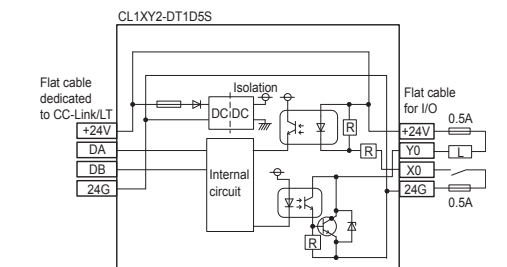 CL1XY2-DT1D5S
Flat cable
dedicated
to CC-Link/LT
+24V
DA
DB
24G
Isolation
DC DC
R
R
Internal
circuit
R
Flat cable
for I/O
0.5A
+24V
Y0
L
X0
24G
0.5A